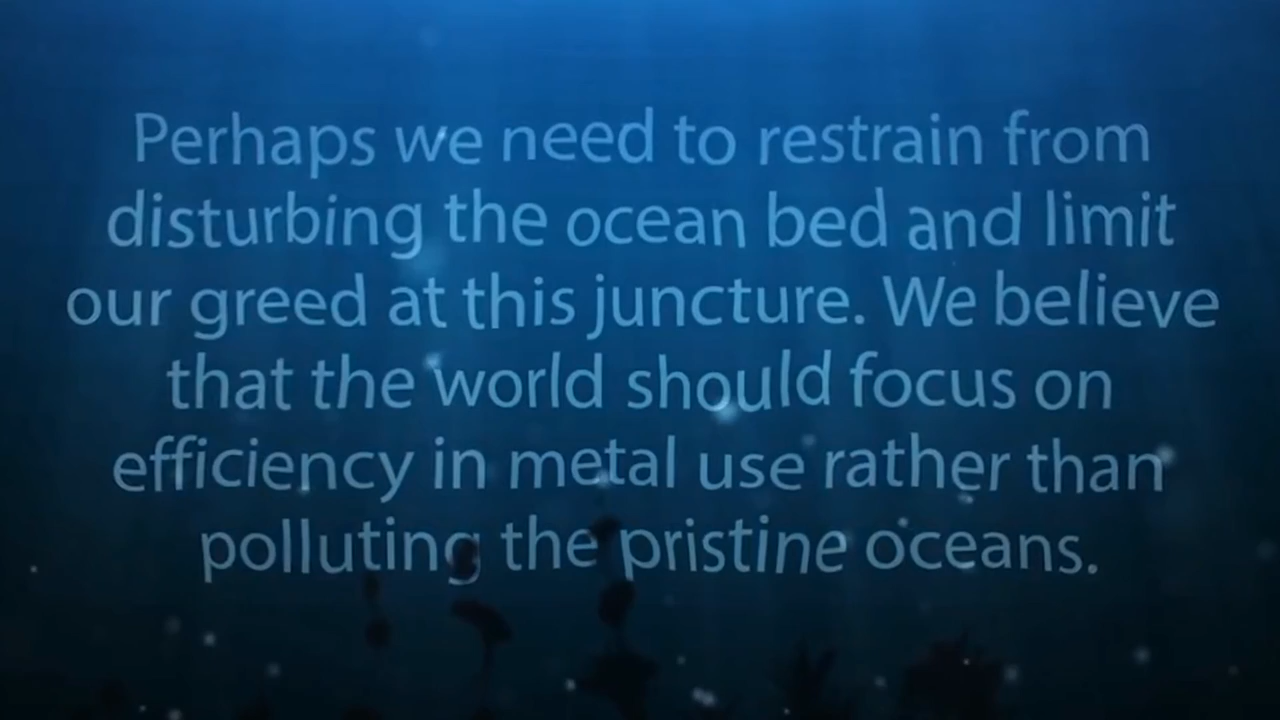 Perhaps we need to restrain from
disturbing the ocean bed and limit
our greed at this juncture. We believe
that the world should focus on
efficiency in metal use rather than
polluting the pristine oceans.